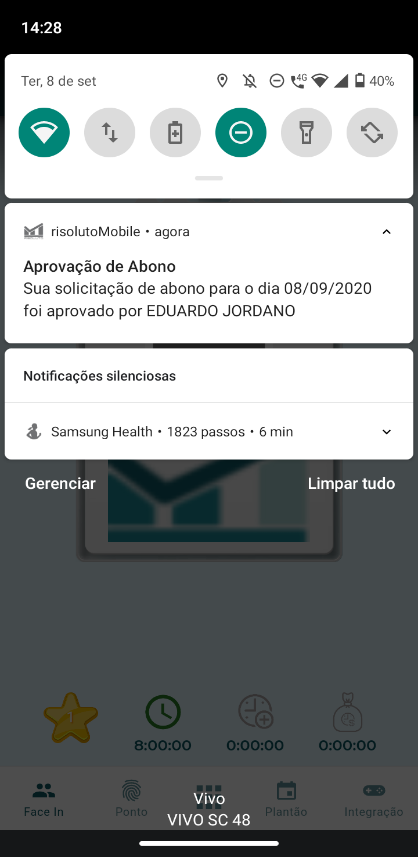 14:28
Ter, 8 de set
4G
40%
risolutoMobile • agora
Aprovação de Abono
Sua solicitação de abono para o dia 08/09/2020
foi aprovado por EDUARDO JORDANO
Notificações silenciosas
Samsung Health • 1823 passos • 6 min
Gerenciar
Limpar tudo
1
8:00:00
0:00:00
0:00:00
Face In
Ponto
Plantão
Integração
Vivo
VIVO SC 48